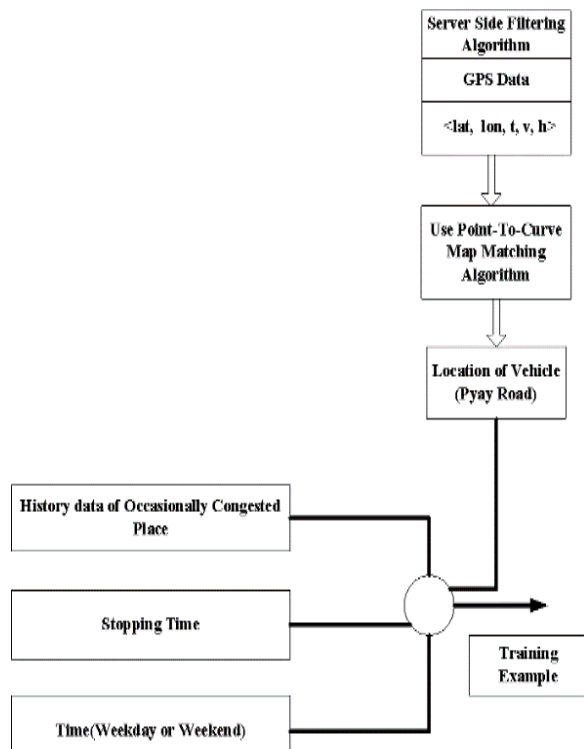 Server Side Filtering
Algorithm
GPS Data
<lat, lon, t, v, h>
Use Point-To-Curve
Map Matching
Algorithm
Location of Vehicle
(Pyay Road)
History data of Occasionally Congested
Place
Stopping Time
Training
Example
Time(Weekday or Weekend)